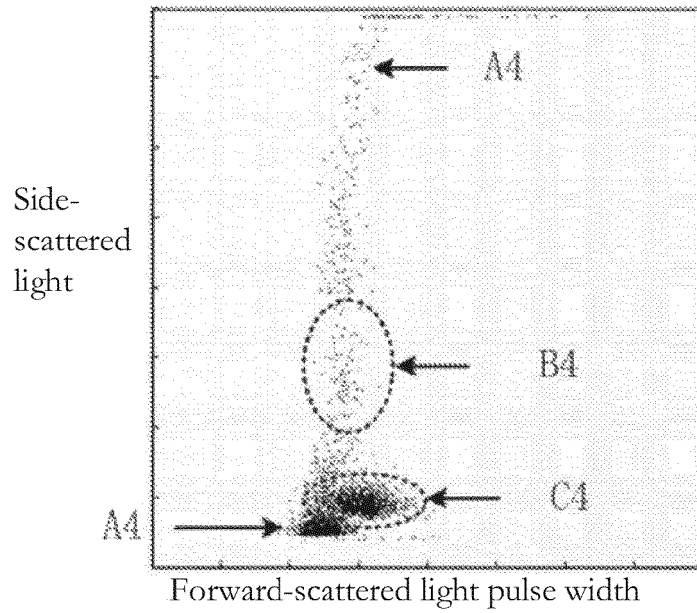 A4
Side-
scattered
light
B4
C4
A4
Forward-scattered light pulse width